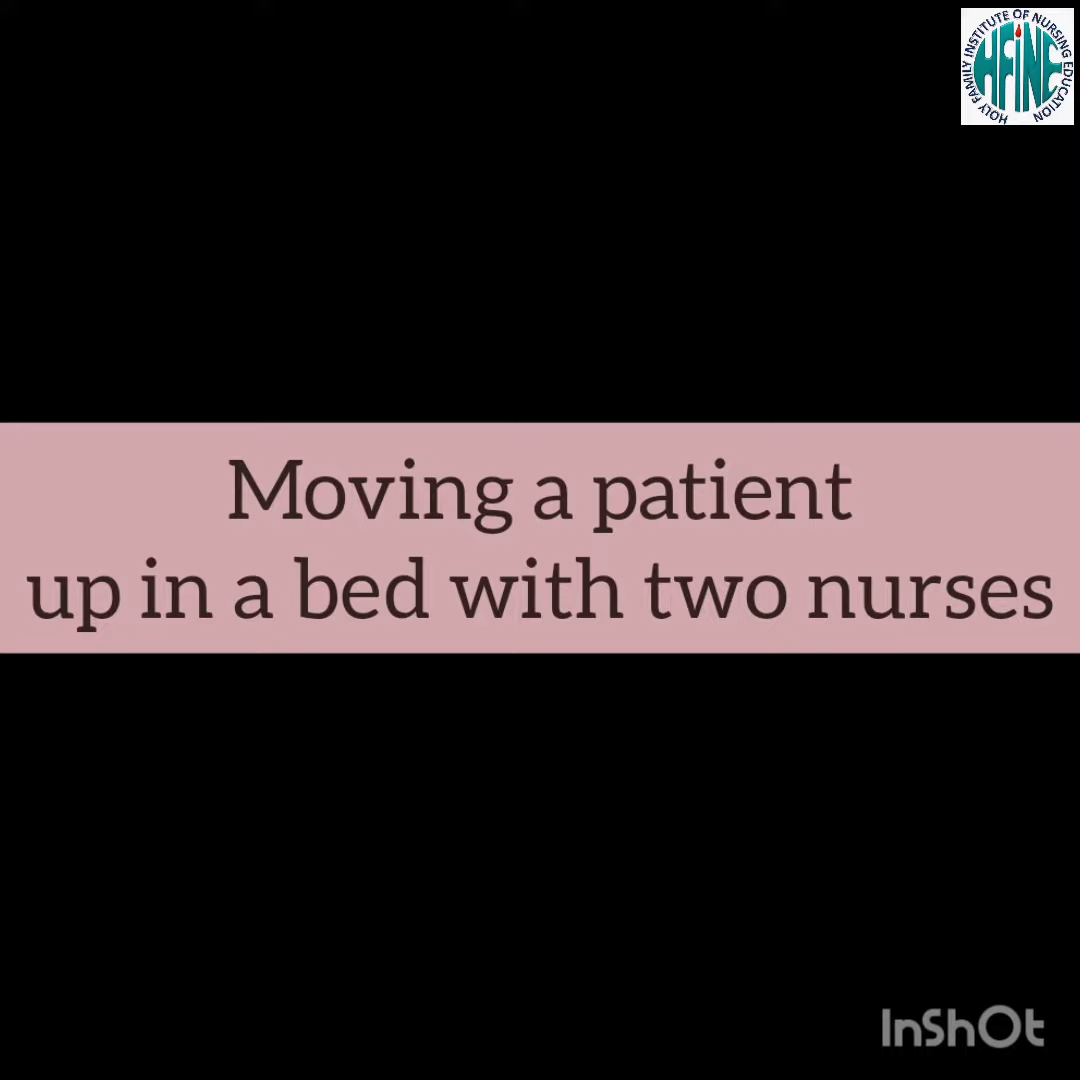 HOLY FAMILY INSTITUTE OF NURSING EDUCATION
HFiNE
Moving a patient
up in a bed with two nurses
InShOt